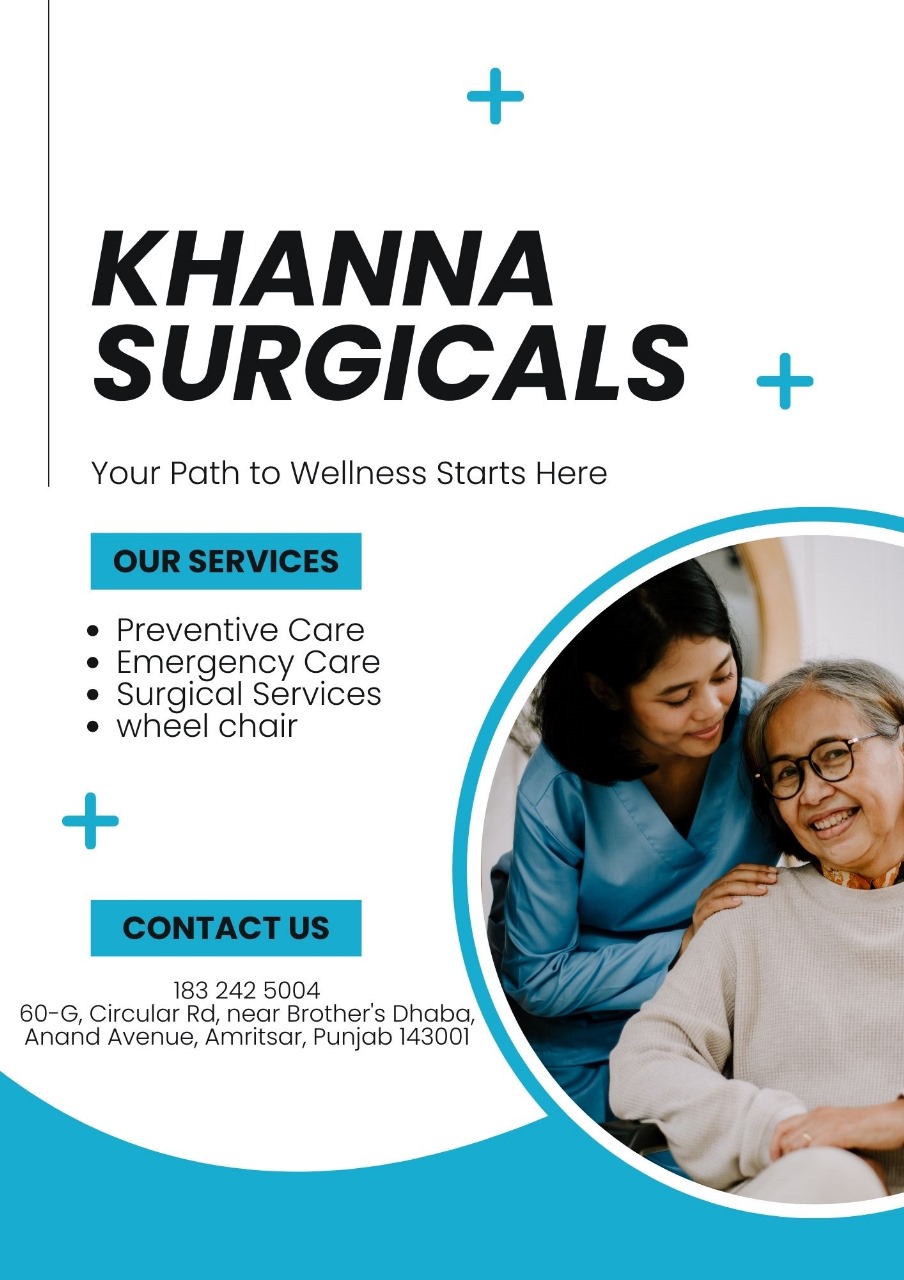 KHANNA
SURGICALS
Your Path to Wellness Starts Here
OUR SERVICES
• Preventive Care
• Emergency Care
• Surgical Services
• wheel chair
CONTACT US
183 242 5004
60-G, Circular Rd, near Brother's Dhaba,
Anand Avenue, Amritsar, Punjab 143001